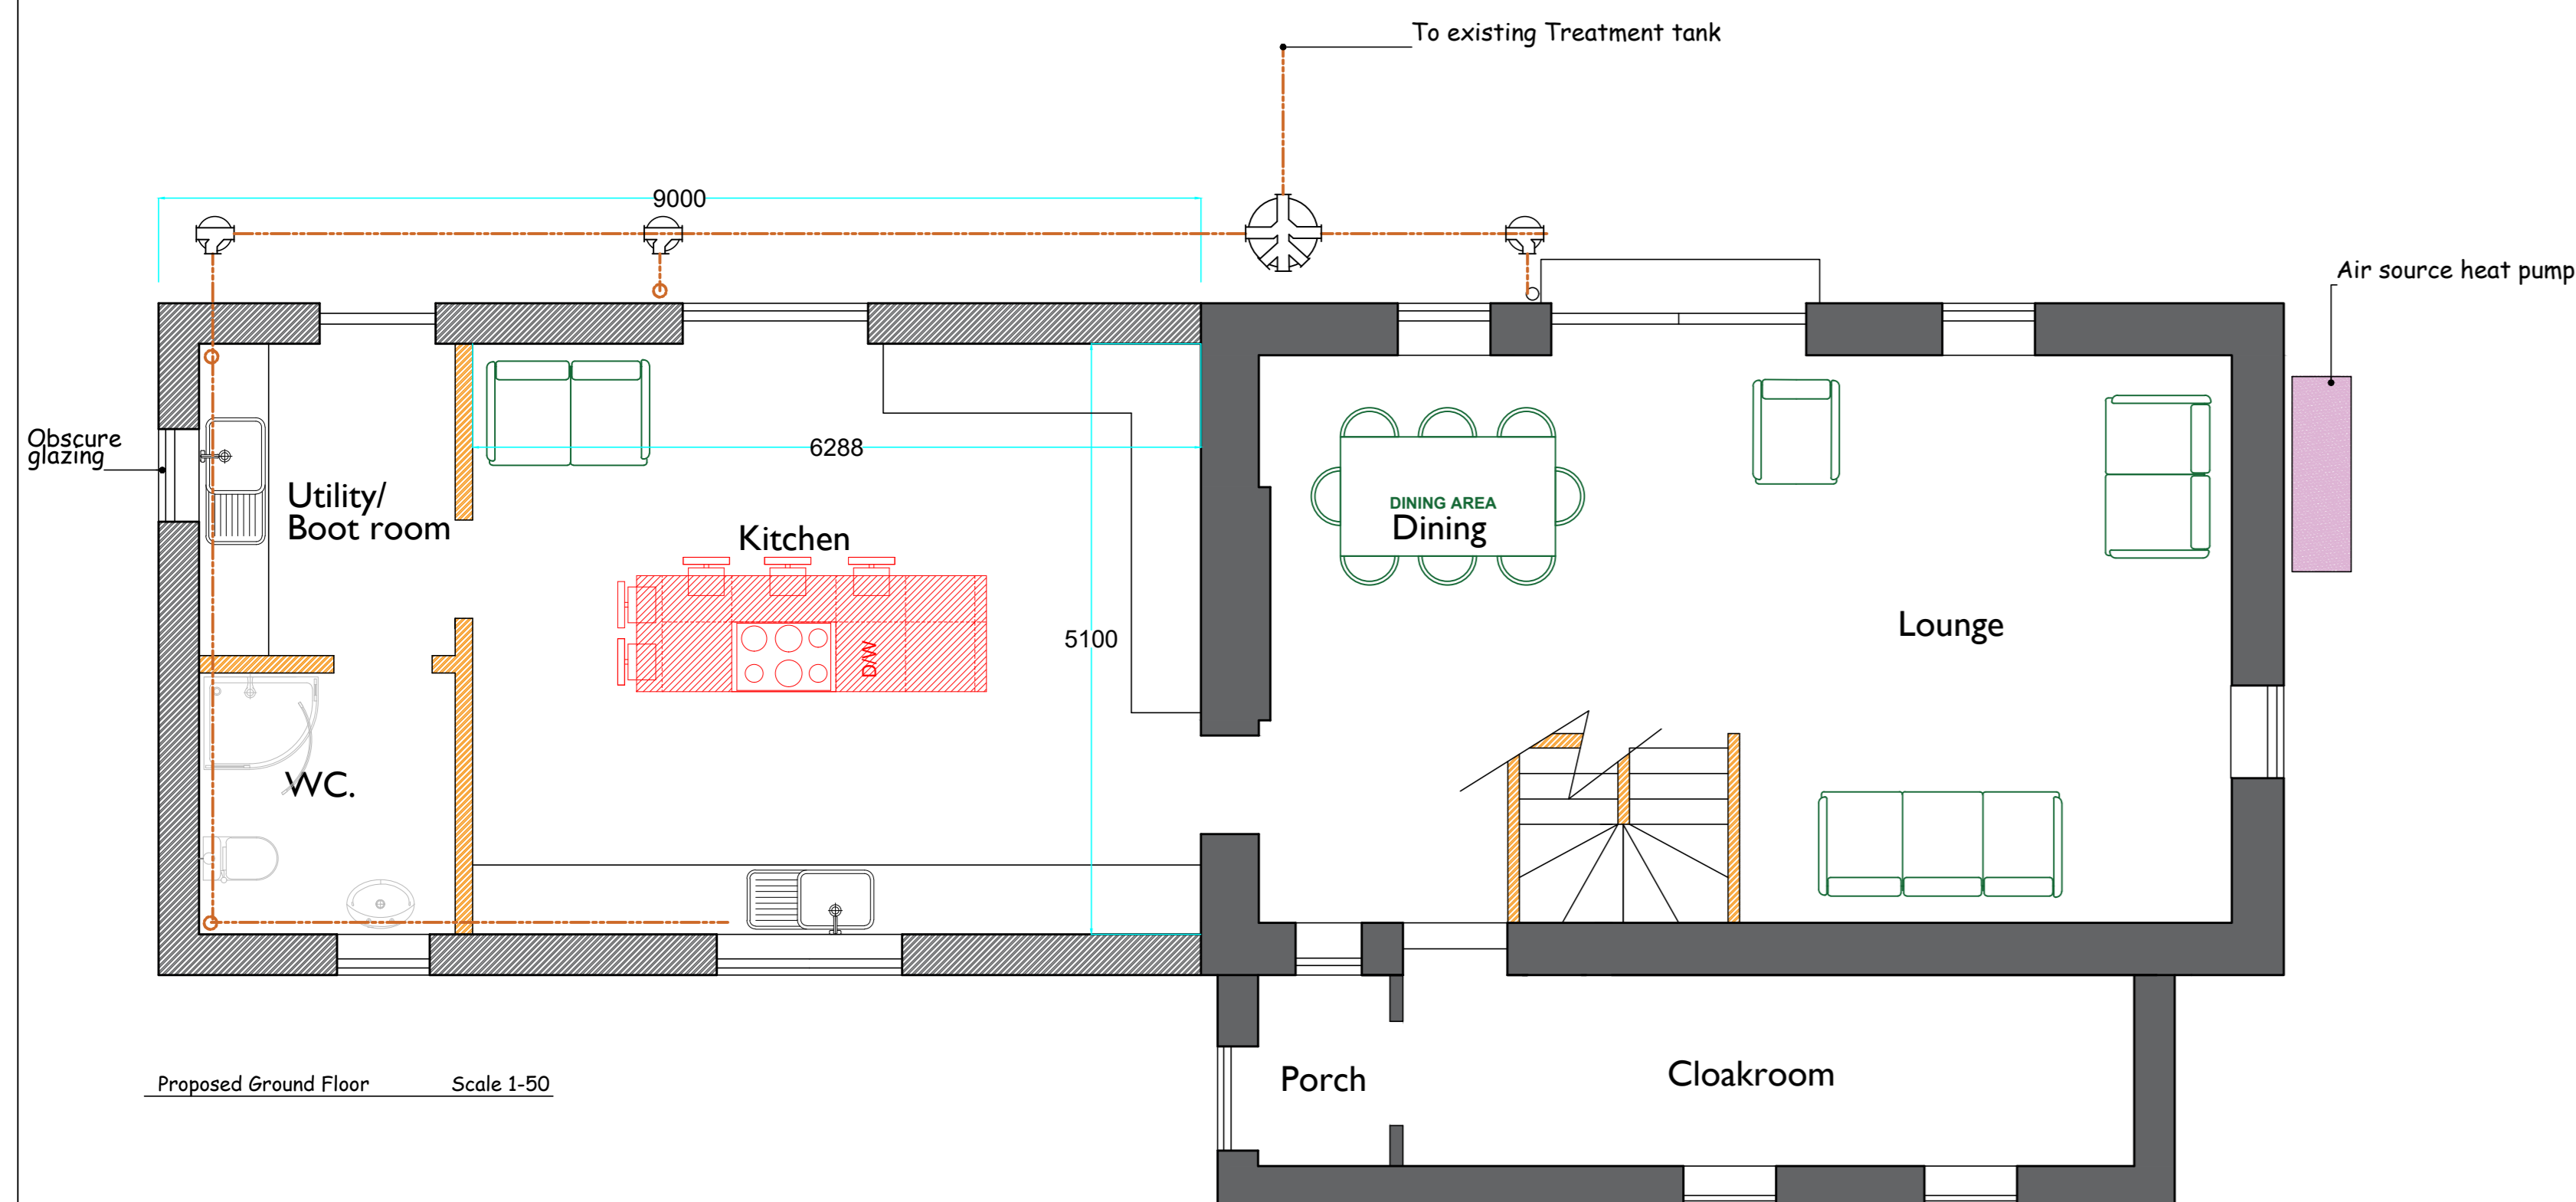 To existing Treatment tank
9000
Air source heat pump
Obscure
glazing
6288
Utility/
Boot room
Kitchen
DINING AREA
Dining
5100
D/W
Lounge
WC.
Proposed Ground Floor Scale 1-50
Porch
Cloakroom